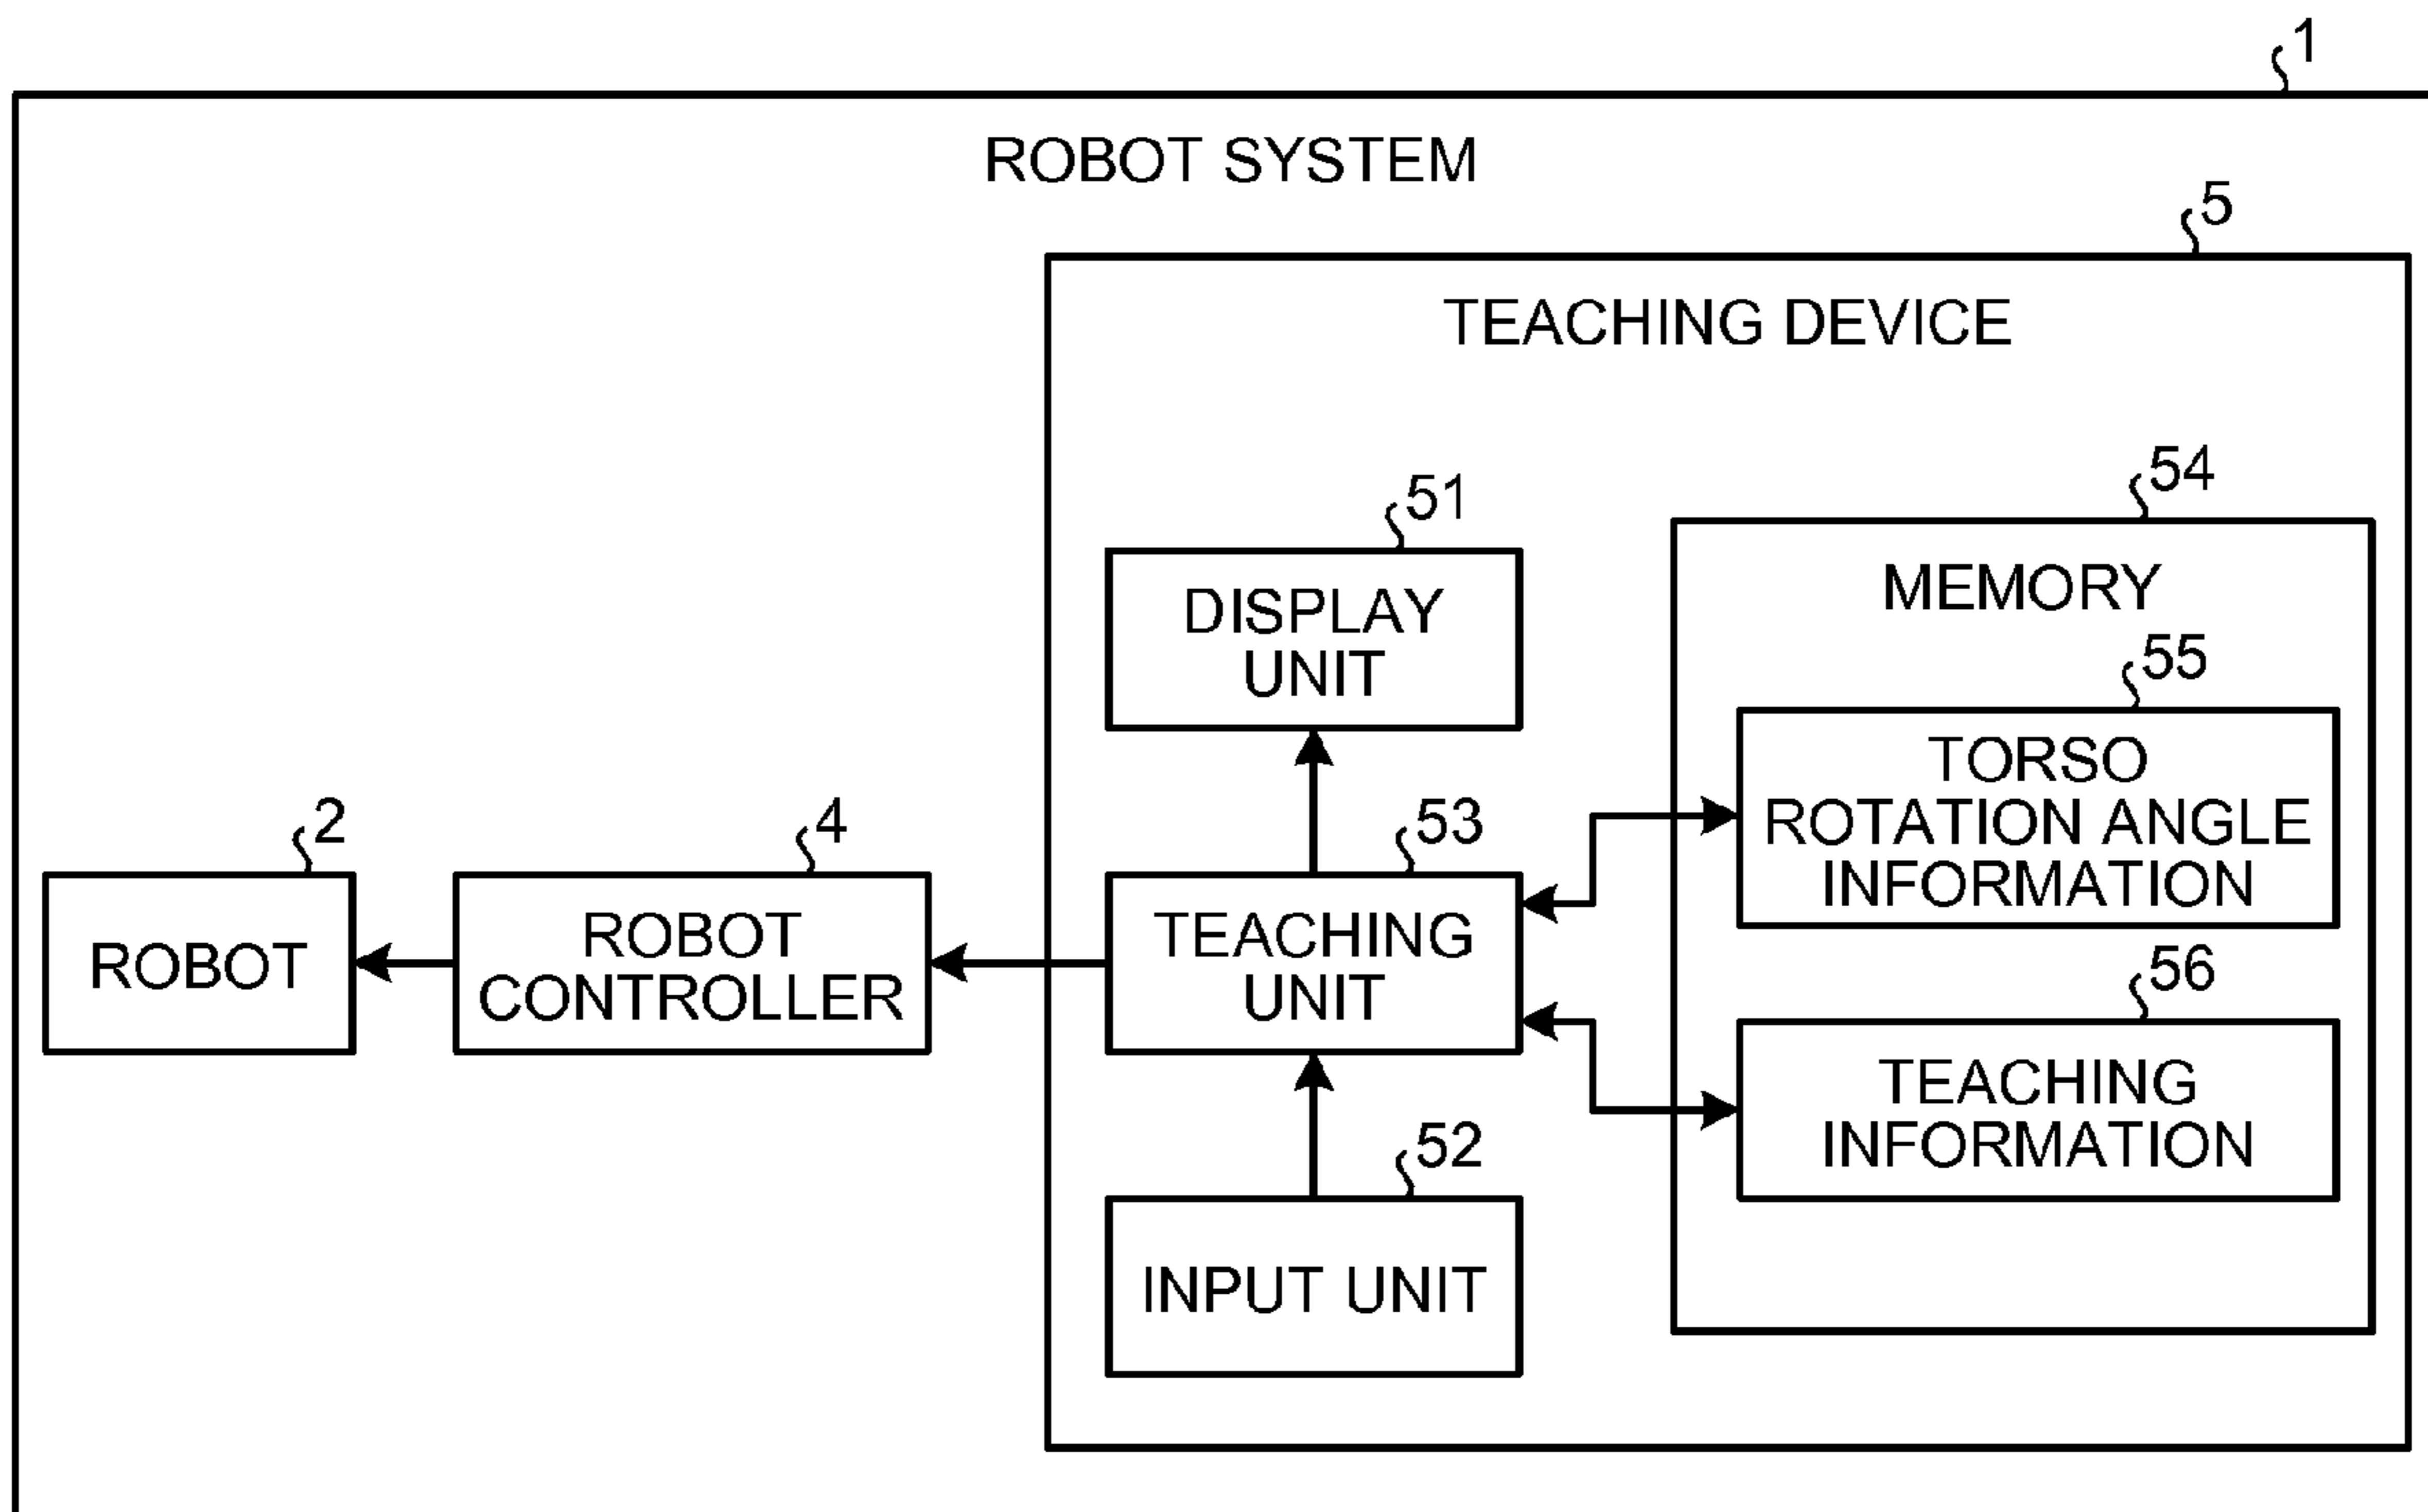 1
ROBOT SYSTEM
5
TEACHING DEVICE
54
MEMORY
51
DISPLAY
UNIT
55
TORSO
ROTATION ANGLE
INFORMATION
2
ROBOT
4
ROBOT
CONTROLLER
53
TEACHING
UNIT
56
TEACHING
INFORMATION
52
INPUT UNIT